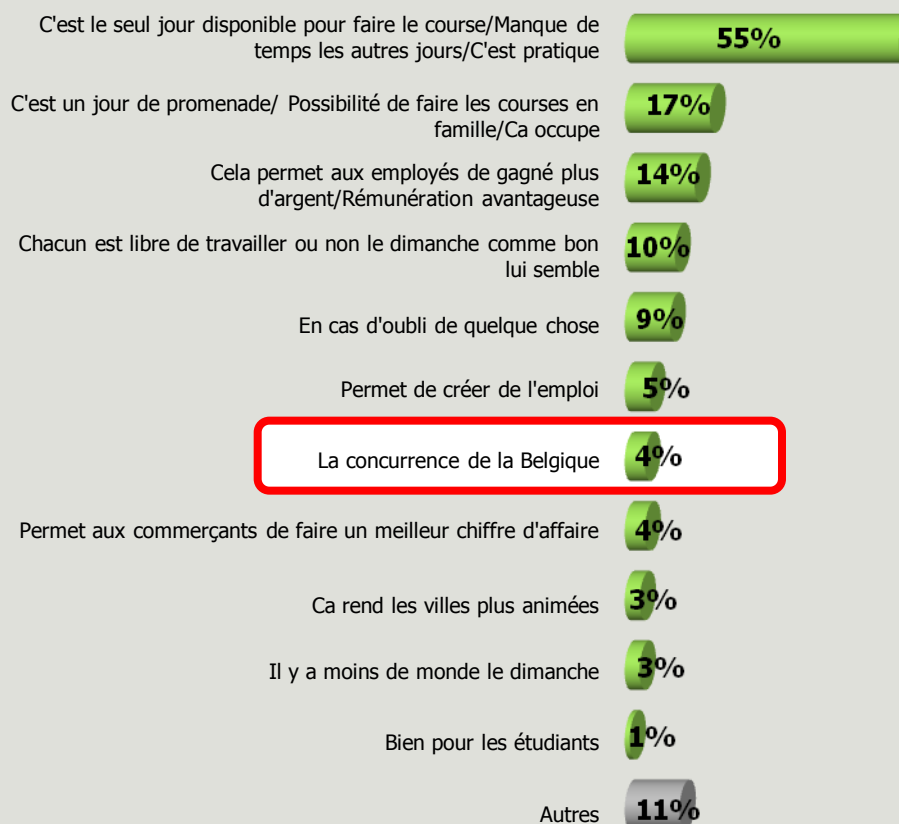 C'est le seul jour disponible pour faire le course/Manque de
temps les autres jours/C'est pratique
55%
C'est un jour de promenade/ Possibilité de faire les courses en
famille/Ca occupe
17%
Cela permet aux employés de gagné plus
d'argent/Rémunération avantageuse
14%
Chacun est libre de travailler ou non le dimanche comme bon
lui semble
10%
En cas d'oubli de quelque chose
9%
Permet de créer de l'emploi
5%
La concurrence de la Belgique
4%
Permet aux commerçants de faire un meilleur chiffre d'affaire
4%
Ca rend les villes plus animées
3%
Il y a moins de monde le dimanche
3%
Bien pour les étudiants
1%
Autres
11%